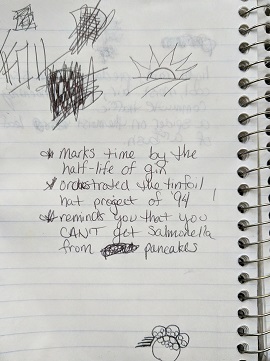 * marks time by the
half-life of gin
* orchestrated the tinfoil
hat project of '94 !
* reminds you that you
CAN'T get salmonella
from pancakes